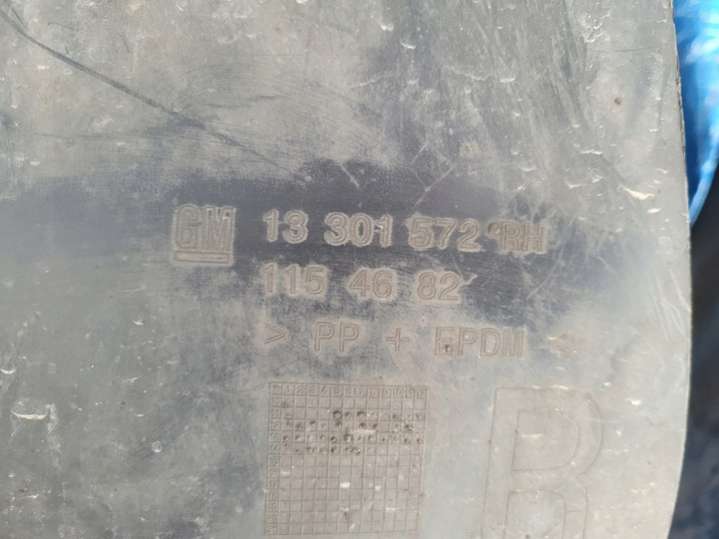 GM 13 301 572 RH
115 46 82
> PP + EPDM <
R